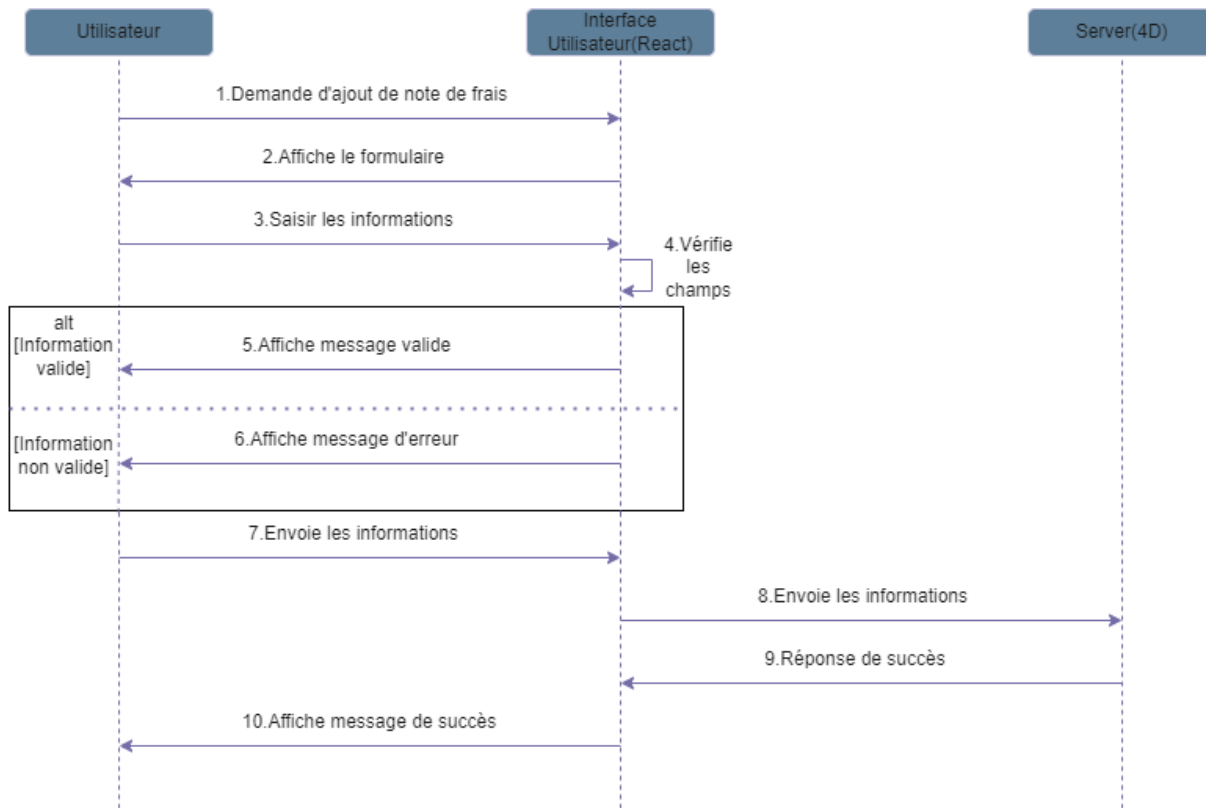 Utilisateur
Interface
Utilisateur(React)
Server(4D)
1.Demande d'ajout de note de frais
2.Affiche le formulaire
3.Saisir les informations
4.Vérifie
les
champs
alt
[Information
valide]
5.Affiche message valide
[Information
non valide]
6.Affiche message d'erreur
7.Envoie les informations
8.Envoie les informations
9.Réponse de succès
10.Affiche message de succès